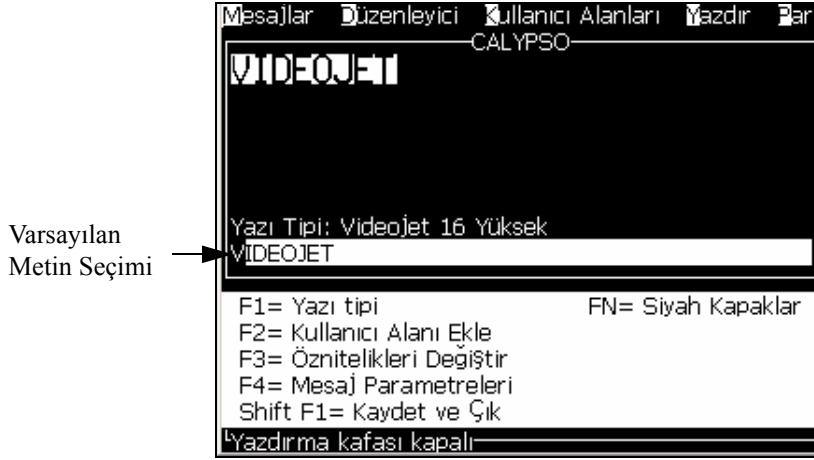 Mesajlar Düzenleyici Kullanıcı Alanları Yazdır Par
CALYPSO
VIDEOJET
Yazı Tipi: Videojet 16 Yüksek
VIDEOJET
Varsayılan
Metin Seçimi
F1= Yazı tipi FN= Siyah Kapaklar
F2= Kullanıcı Alanı Ekle
F3= Öznitelikleri Değiştir
F4= Mesaj Parametreleri
Shift F1= Kaydet ve Çık
Yazdırma kafası kapalı